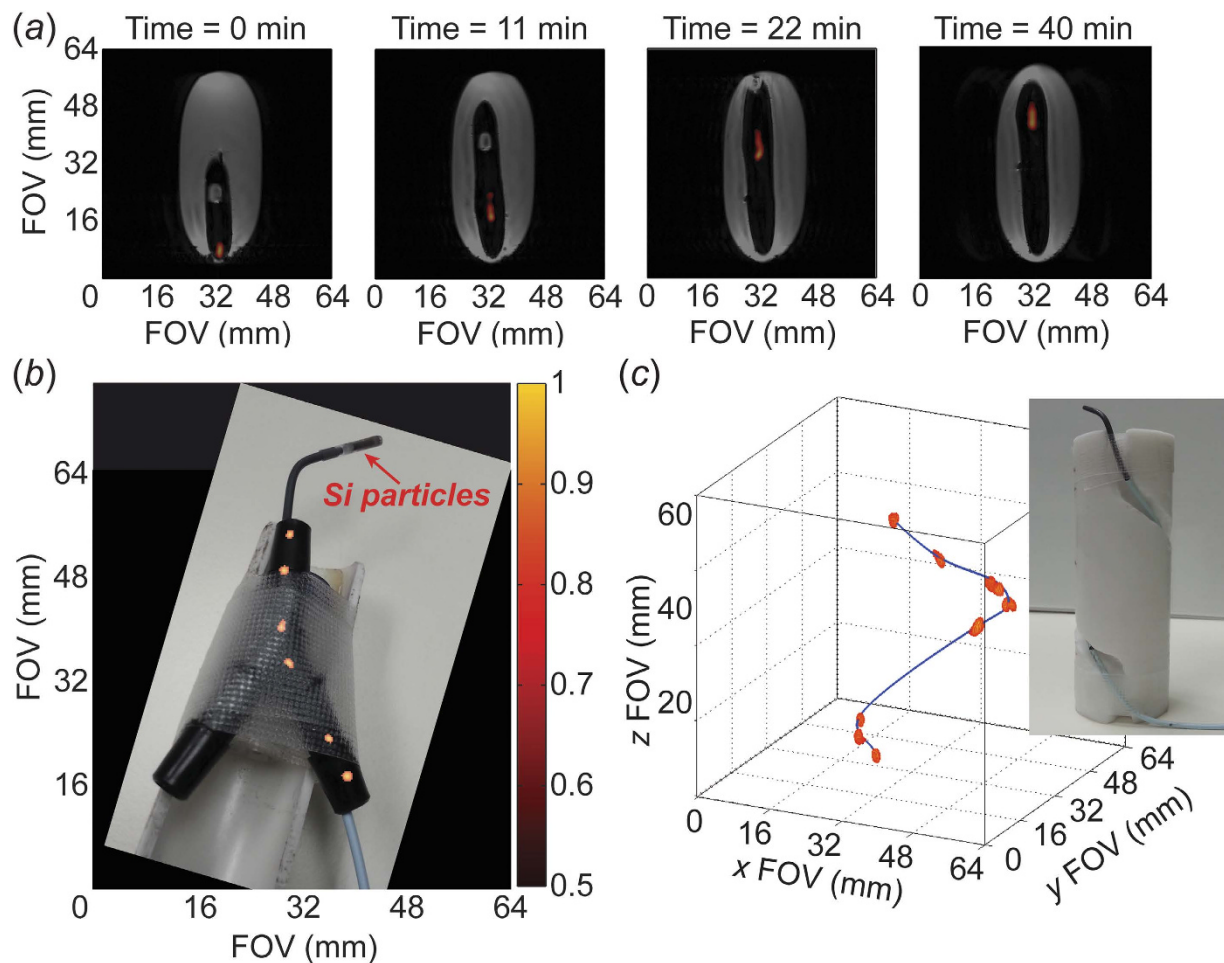 (a)
Time = 0 min
Time = 11 min
Time = 22 min
Time = 40 min
64
48
32
16
FOV (mm)
0 16 32 48 64
0 16 32 48 64
0 16 32 48 64
0 16 32 48 64
FOV (mm)
FOV (mm)
FOV (mm)
FOV (mm)
(b)
64
48
32
16
FOV (mm)
Si particles
1
0.9
0.8
0.7
0.6
0.5
0 16 32 48 64
FOV (mm)
(c)
60
40
20
z FOV (mm)
0 16 32 48 64
x FOV (mm)
0 16 32 48 64
y FOV (mm)